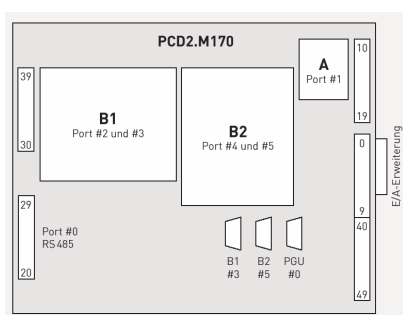 PCD2.M170
39
30
B1
Port #2 und #3
B2
Port #4 und #5
A
Port #1
10
19
0
9
40
49
E/A-Erweiterung
29
20
Port #0
RS 485
B1
#3
B2
#5
PGU
#0